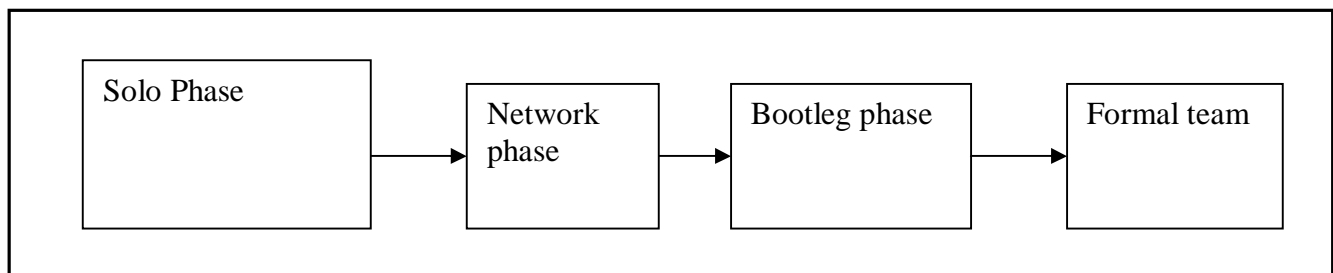 Solo Phase
Network
phase
Bootleg phase
Formal team